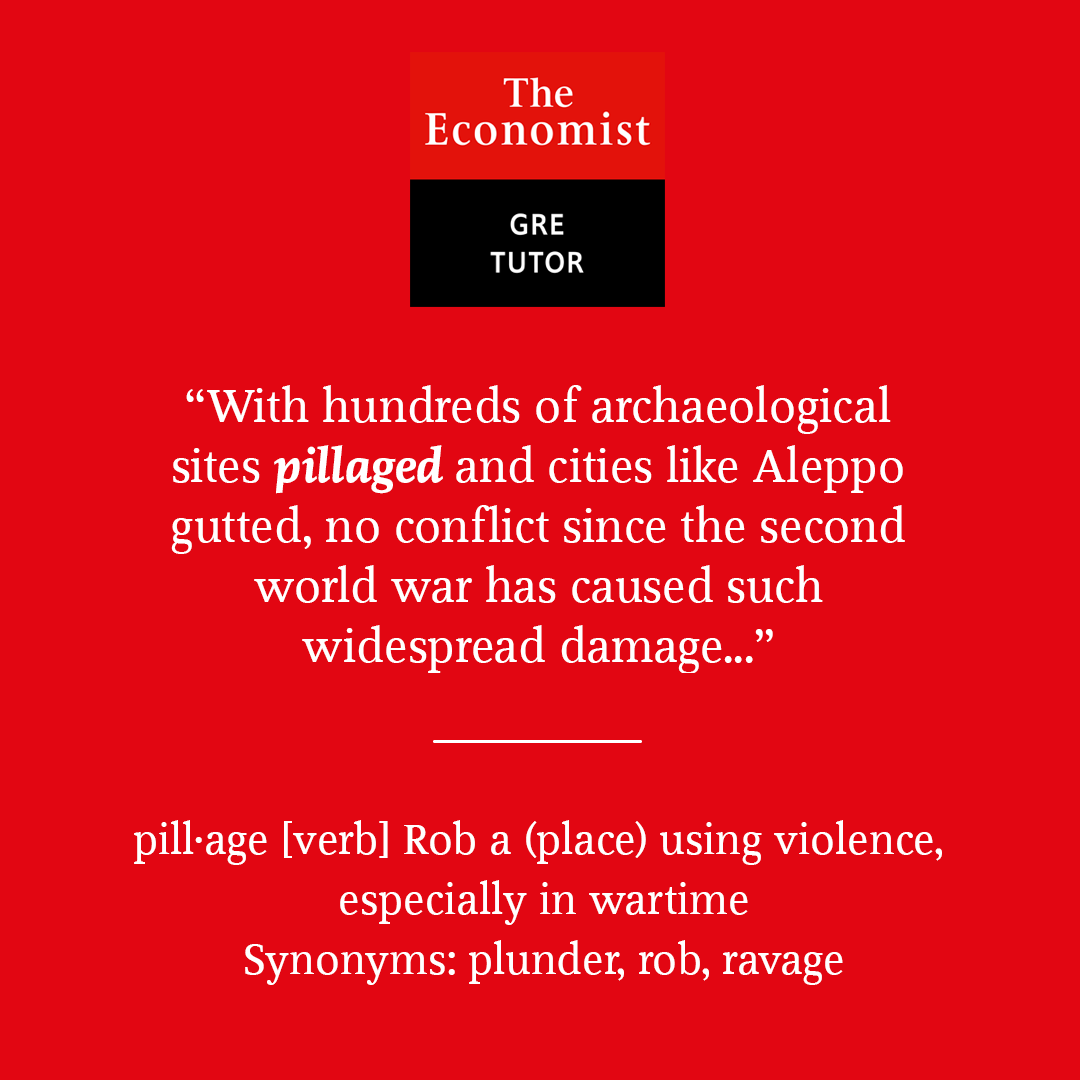 The
Economist
GRE
TUTOR
“With hundreds of archaeological
sites pillaged and cities like Aleppo
gutted, no conflict since the second
world war has caused such
widespread damage...”
pill·age [verb] Rob a (place) using violence,
especially in wartime
Synonyms: plunder, rob, ravage